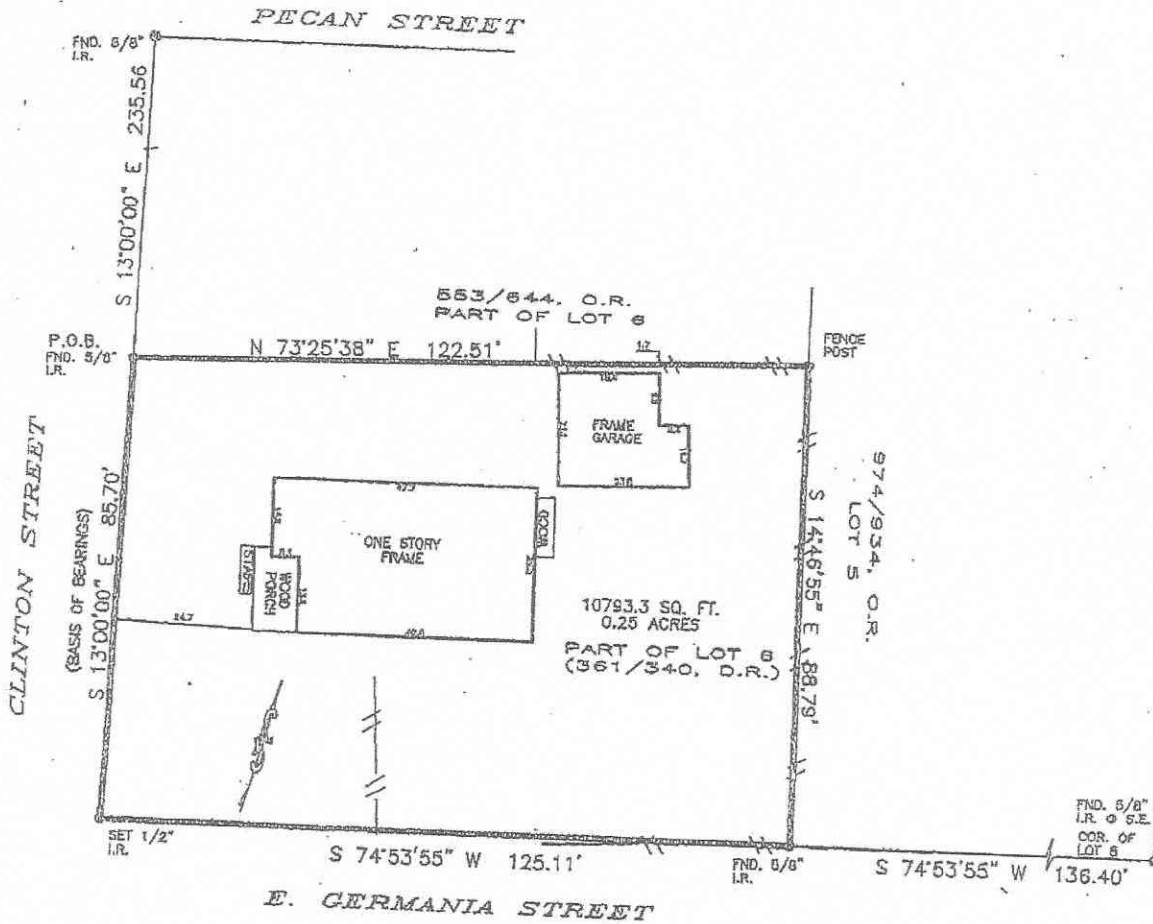 PECAN STREET
FND. 5/8"
I.R.
S 13°00'00" E 235.56
553/644, O.R.
PART OF LOT 6
P.O.B.
FND. 5/8"
I.R.
N 73°25'38" E 122.51'
1.7
FENCE
POST
FRAME
GARAGE
CLINTON STREET
(BASIS OF BEARINGS)
S 13°00'00" E 85.70'
ONE STORY
FRAME
WOOD
WOOD
PORCH
10793.3 SQ. FT.
0.25 ACRES
PART OF LOT 6
(361/340, D.R.)
S 14°46'55" E 88.79'
974/934, O.R.
LOT 5
SET 1/2"
I.R.
S 74°53'55" W 125.11'
FND. 5/8"
I.R.
S 74°53'55" W 136.40'
FND. 5/8"
I.R. @ S.E.
COR. OF
LOT 6
E. GERMANIA STREET